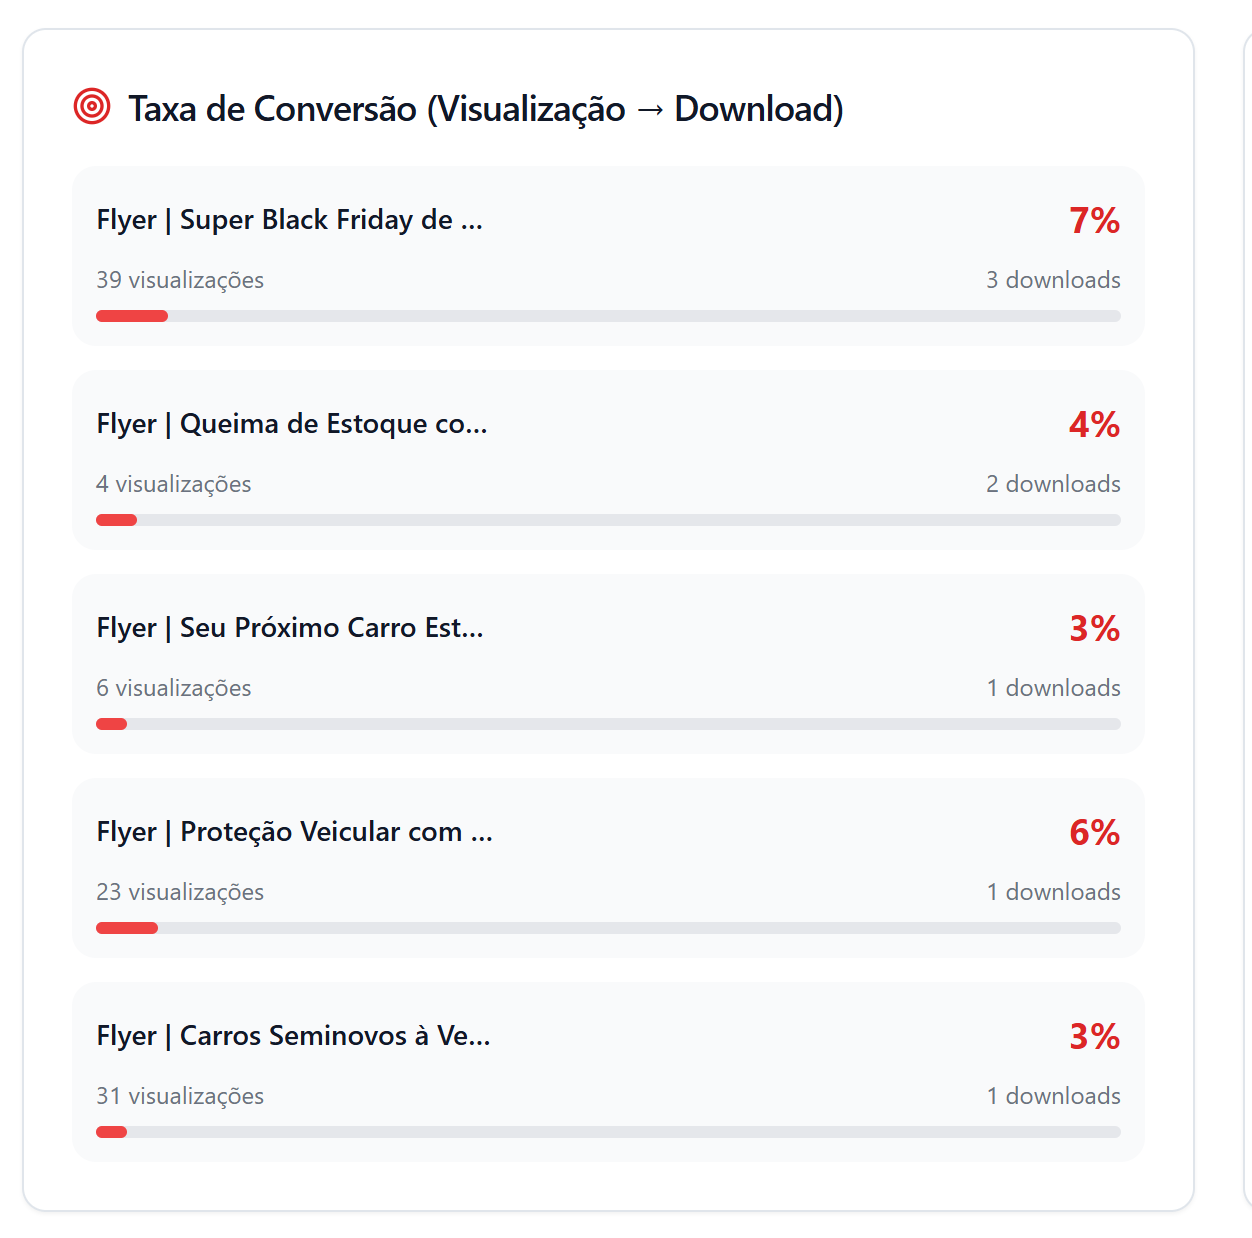 Taxa de Conversão (Visualização → Download)
Flyer | Super Black Friday de ...
7%
39 visualizações
3 downloads
Flyer | Queima de Estoque co...
4%
4 visualizações
2 downloads
Flyer | Seu Próximo Carro Est...
3%
6 visualizações
1 downloads
Flyer | Proteção Veicular com ...
6%
23 visualizações
1 downloads
Flyer | Carros Seminovos à Ve...
3%
31 visualizações
1 downloads